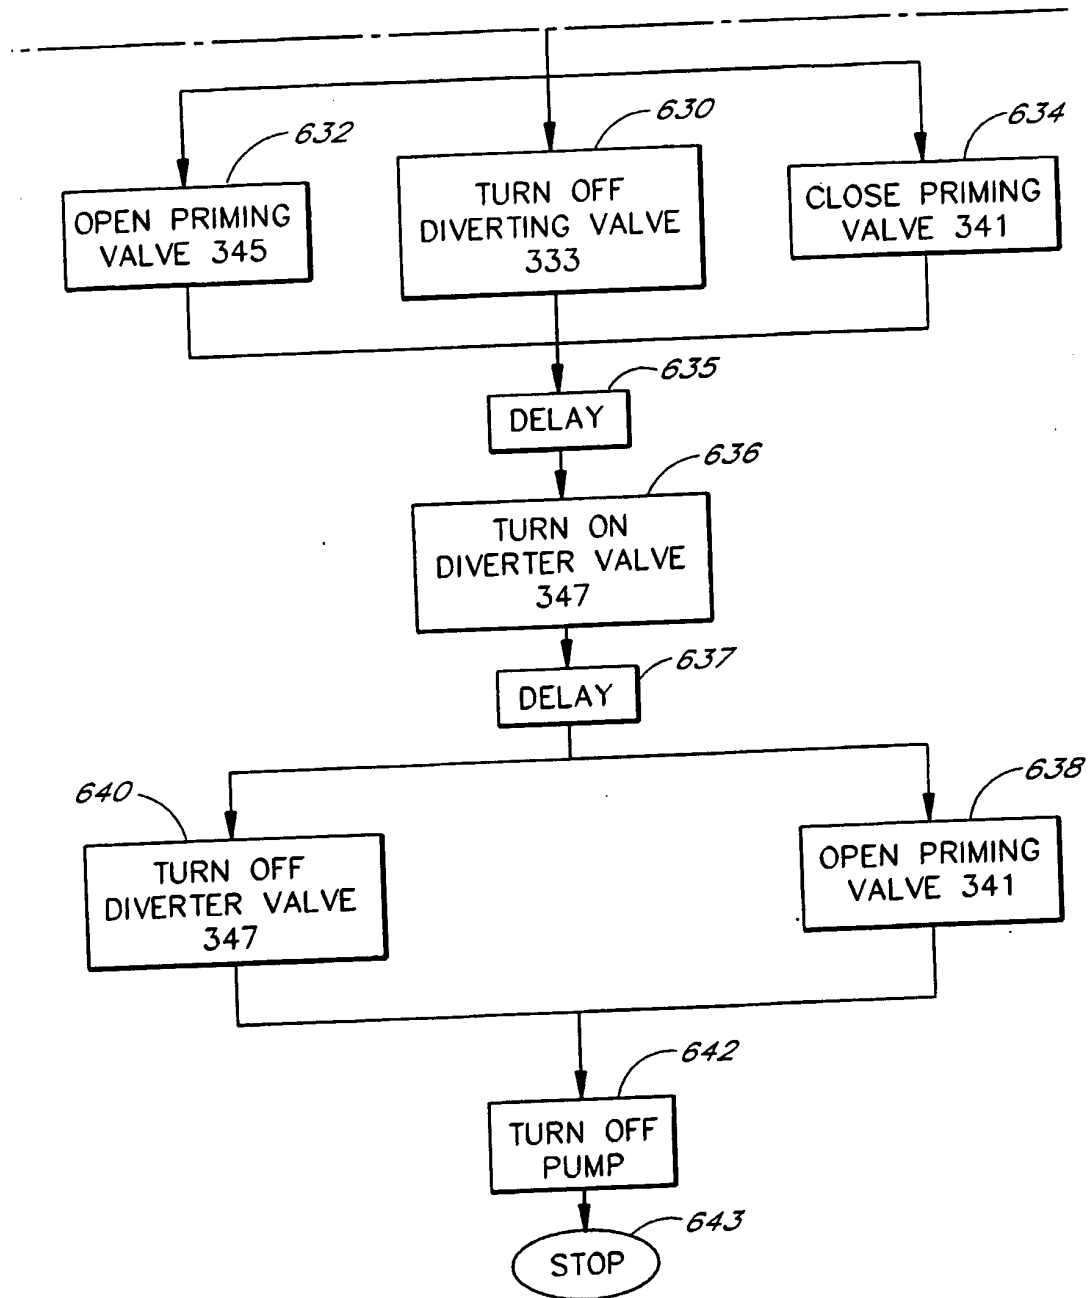 632
630
634
OPEN PRIMING
VALVE 345
TURN OFF
DIVERTING VALVE
333
CLOSE PRIMING
VALVE 341
635
DELAY
636
TURN ON
DIVERTER VALVE
347
637
DELAY
640
638
TURN OFF
DIVERTER VALVE
347
OPEN PRIMING
VALVE 341
642
TURN OFF
PUMP
643
STOP